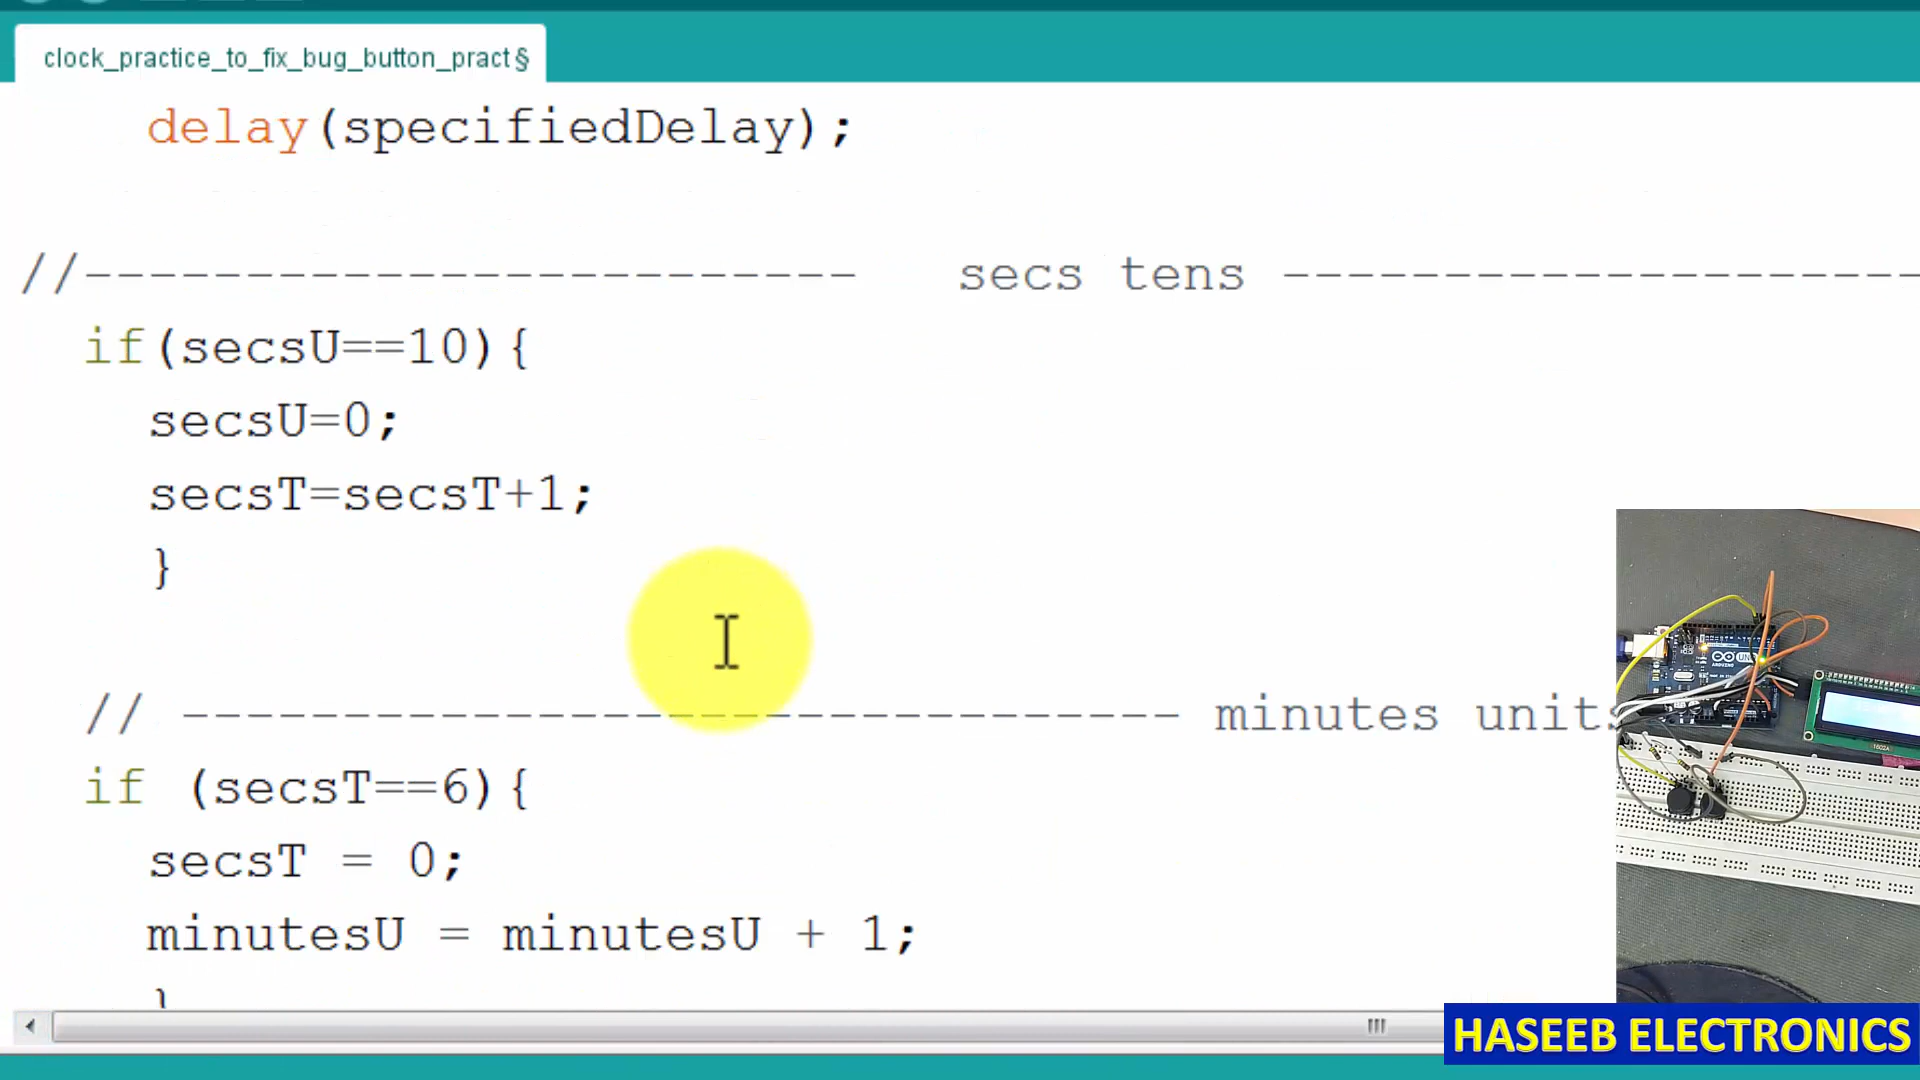 clock_practice_to_fix_bug_button_pract §
delay(specifiedDelay);
//------------------------ secs tens --------------------
if(secsU==10){
secsU=0;
secsT=secsT+1;
}
// ------------------------------- minutes units
if (secsT==6){
secsT = 0;
minutesU = minutesU + 1;
}
HASEEB ELECTRONICS